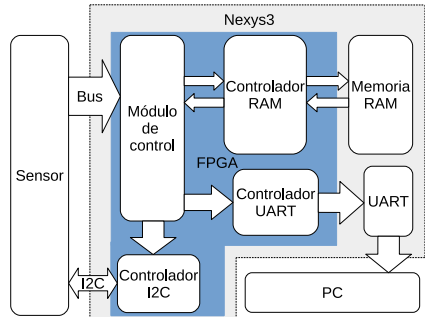 Nexys3
Bus
Controlador
RAM
Memoria
RAM
Módulo
de
control
FPGA
Sensor
Controlador
UART
UART
I2C
Controlador
I2C
PC